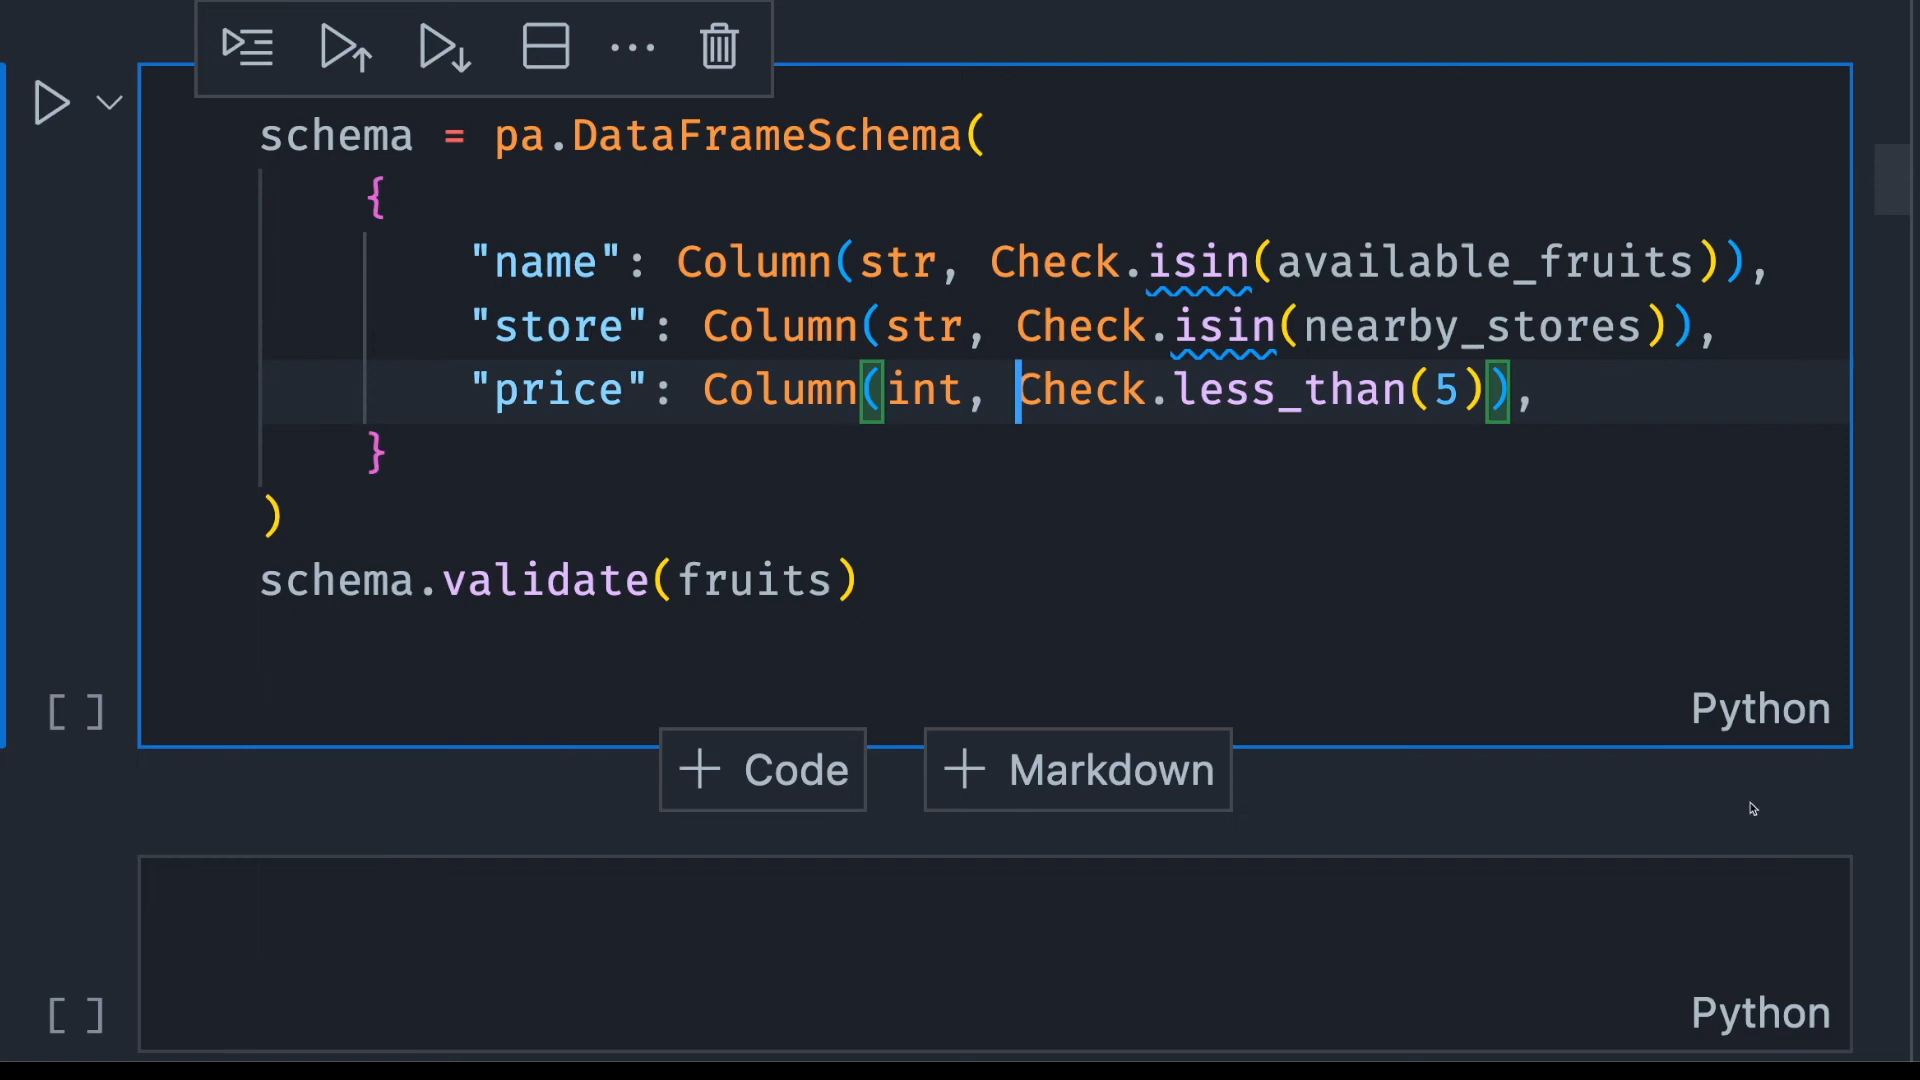 schema = pa.DataFrameSchema(
{
"name": Column(str, Check.isin(available_fruits)),
"store": Column(str, Check.isin(nearby_stores)),
"price": Column(int, Check.less_than(5)),
}
)
schema.validate(fruits)
[ ]
Python
+ Code
+ Markdown
[ ]
Python